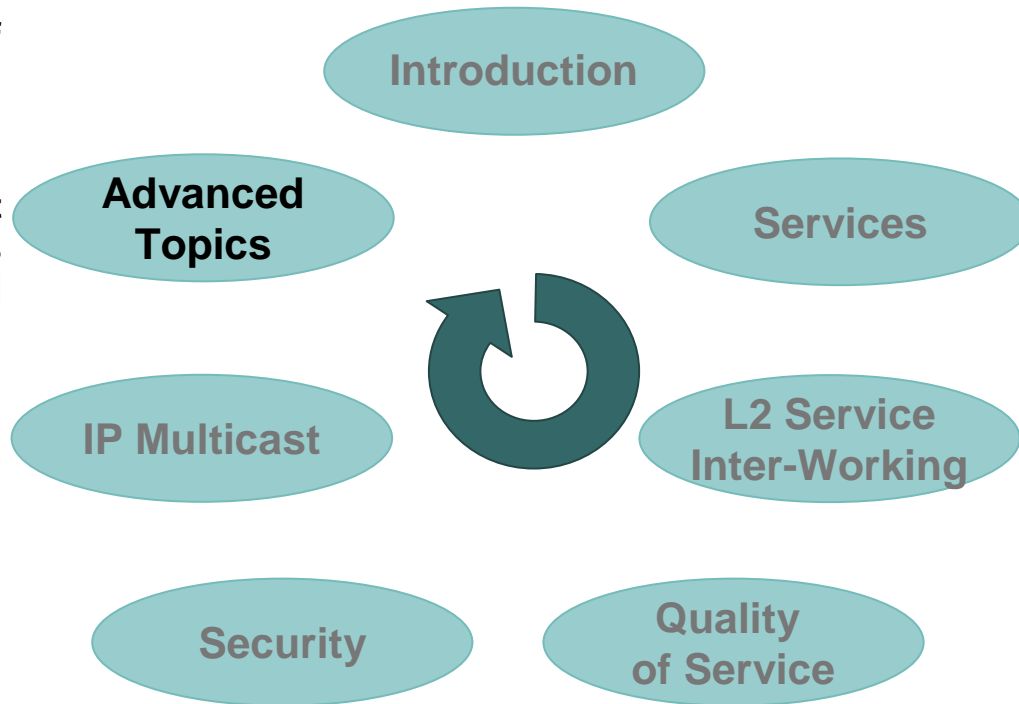 Introduction
Advanced
Topics
Services
IP Multicast
L2 Service
Inter-Working
Security
Quality
of Service